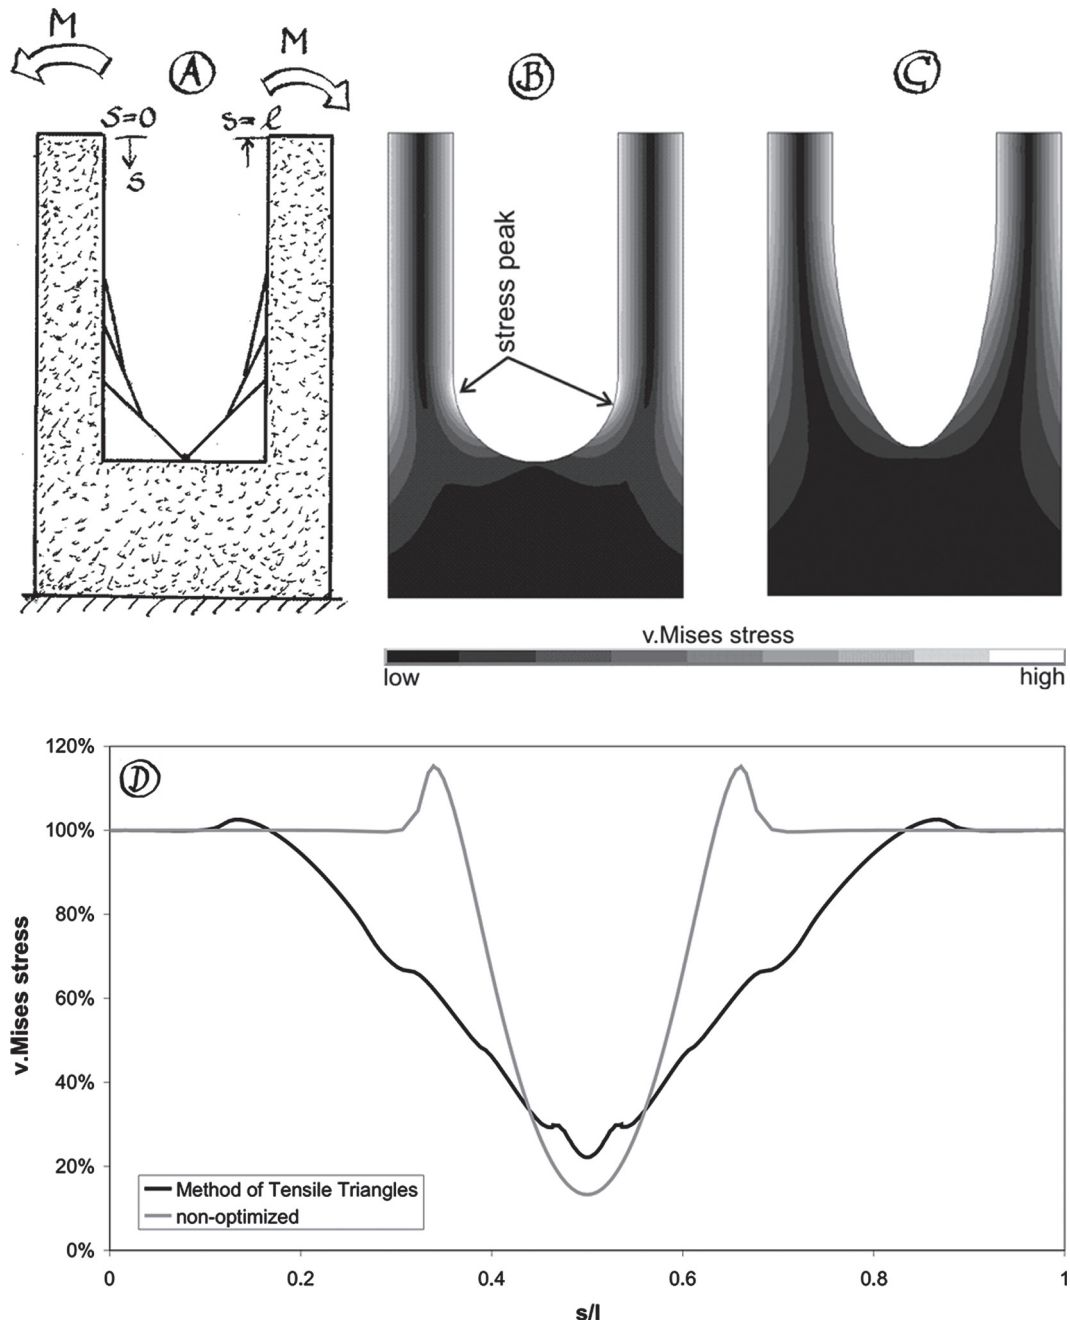 M
M
A
B
C
S=0
S=l
S
stress peak
v.Mises stress
low
high
D
120%
100%
80%
60%
40%
20%
0%
v.Mises stress
Method of Tensile Triangles
non-optimized
0
0.2
0.4
0.6
0.8
1
s/l